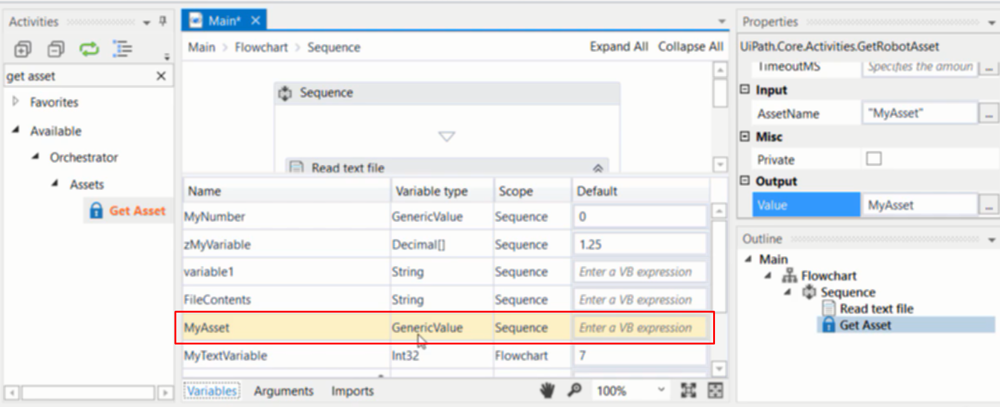 Activities
get asset
Favorites
Available
Orchestrator
Assets
Get Asset
Main*
Main > Flowchart > Sequence
Expand All Collapse All
Sequence
Read text file
Name Variable type Scope Default
MyNumber GenericValue Sequence 0
zMyVariable Decimal[] Sequence 1.25
variable1 String Sequence Enter a VB expression
FileContents String Sequence Enter a VB expression
MyAsset GenericValue Sequence Enter a VB expression
MyTextVariable Int32 Flowchart 7
Variables Arguments Imports 100%
Properties
UiPath.Core.Activities.GetRobotAsset
TimeoutMS Specifies the amoun ...
Input
AssetName "MyAsset" ...
Misc
Private
Output
Value MyAsset ...
Outline
Main
Flowchart
Sequence
Read text file
Get Asset